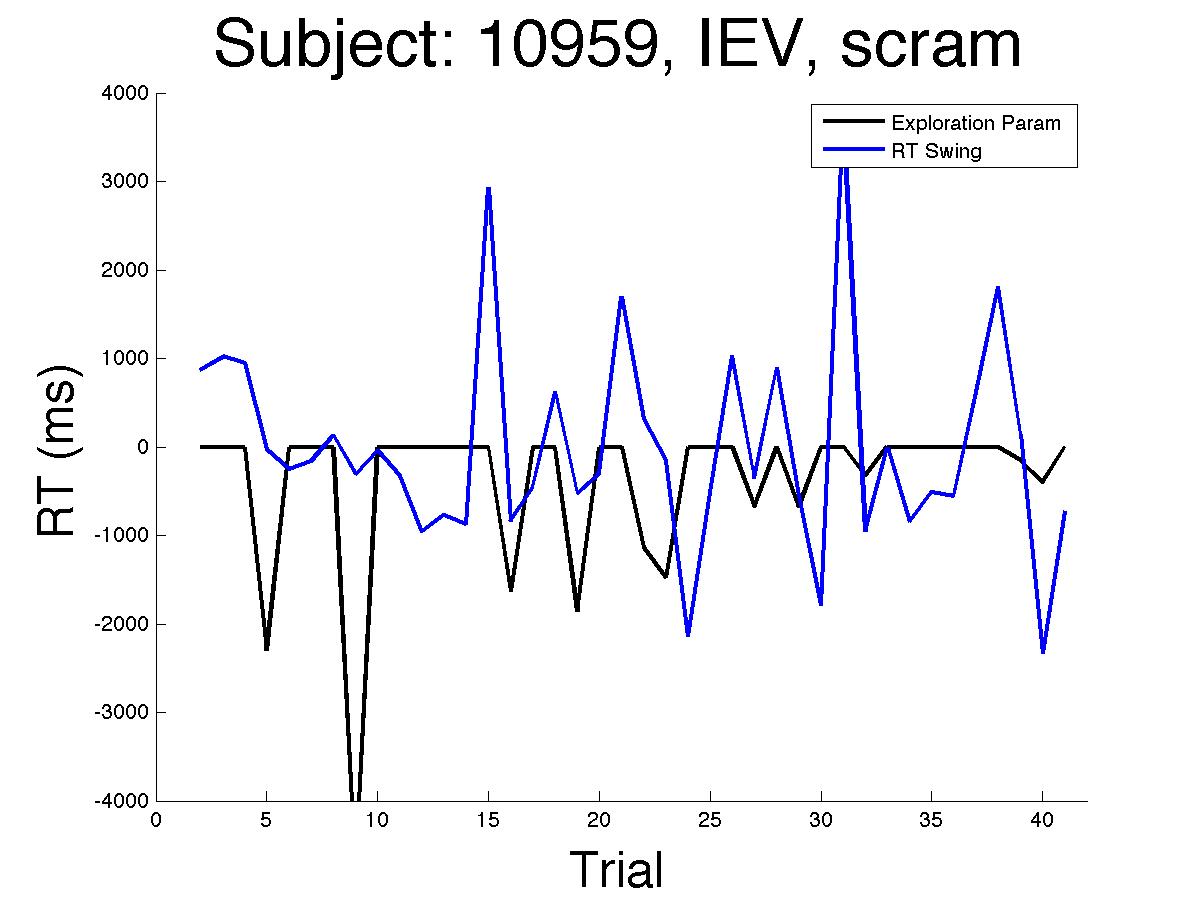 Subject: 10959, IEV, scram
4000
3000
2000
1000
0
-1000
-2000
-3000
-4000
RT (ms)
Exploration Param
RT Swing
0 5 10 15 20 25 30 35 40
Trial